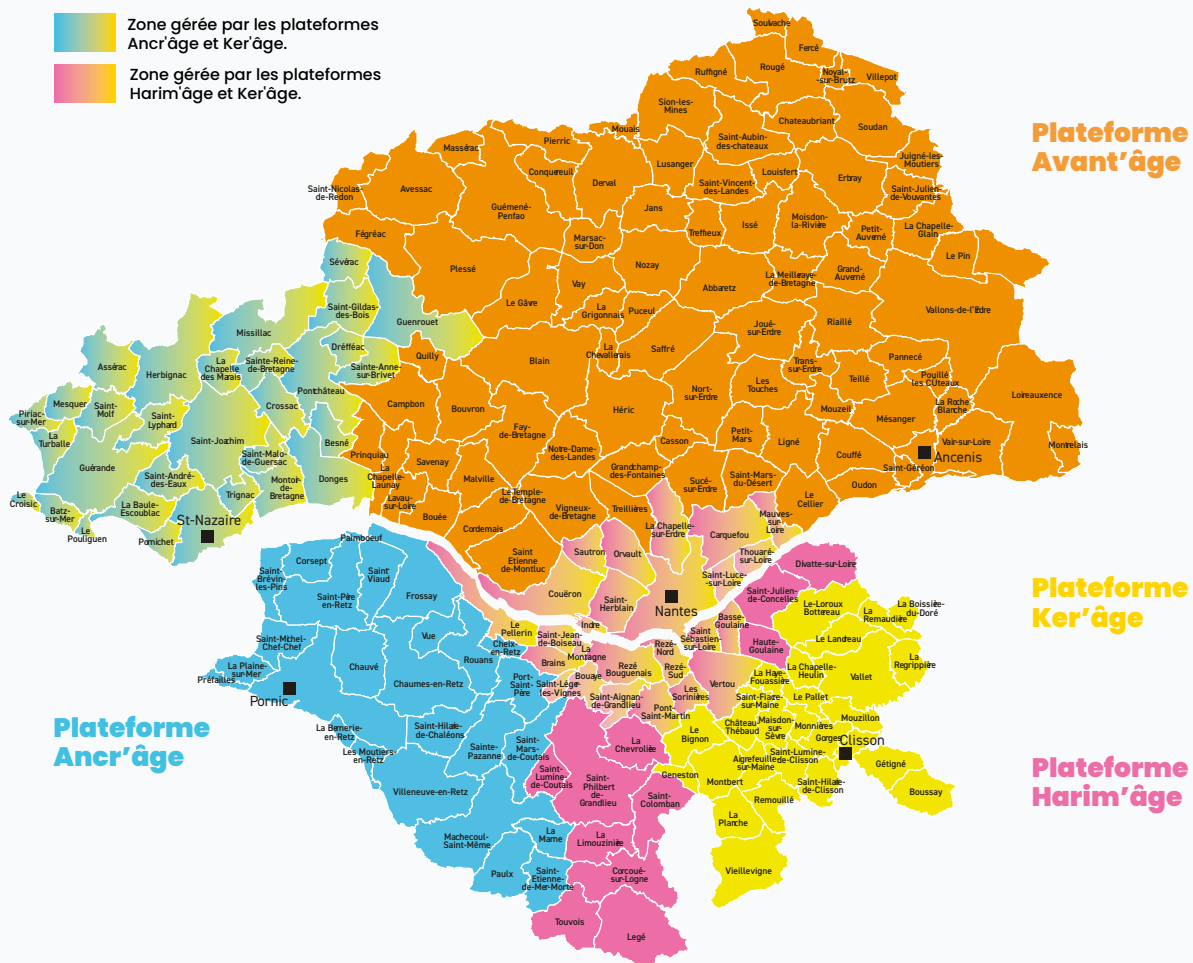 Zone gérée par les plateformes
Ancr'âge et Ker'âge.
Zone gérée par les plateformes
Harim'âge et Ker'âge.
Plateforme
Avant'âge
Plateforme
Ker'âge
Plateforme
Harim'âge
Plateforme
Ancr'âge
Soulvache
Fercé
Rougé
Ruffigné
Noyal-
-sur-Brutz
Villepot
Sion-les-
Mines
Chateaubriant
Soudan
Mouais
Saint-Aubin-
des-chateaux
Pierric
Massérac
Lusanger
Juigné-les-
Moutiers
Louisfert
Erbray
Conquereuil
Derval
Saint-Vincent-
des-Landes
Saint-Julien-
de-Vouvantes
Saint-Nicolas-
de-Redon
Avessac
Guémené-
Penfao
Jans
Treffieux
Issé
Moisdon-
la-Rivière
Petit-
Auverné
La Chapelle-
Glain
Fégréac
Marsac-
sur-Don
Le Pin
Sévérac
Plessé
Nozay
Vay
Abbaretz
La Meilleraye-
de-Bretagne
Grand-
Auverné
Saint-Gildas-
des-Bois
Guenrouet
Le Gâvre
La
Grigonnais
Puceul
Vallons-de-l'Erdre
Riaillé
Joué-
sur-Erdre
Missillac
Drefféac
Quilly
Blain
La
Chevallerais
Saffré
Trans-
sur-Erdre
Pannecé
Teillé
Pouillé
les CÙteaux
Assérac
Herbignac
La
Chapelle
des Marais
Sainte-Reine-
de-Bretagne
Sainte-Anne-
sur-Brivet
Pontchâteau
Nort-
sur-Erdre
Les
Touches
Loireauxence
Mesquer
Saint-
Molf
Crossac
Campbon
Bouvron
Héric
Mouzeil
La Roche
Blanche
Mésanger
Piriac-
sur-Mer
Saint-
Lyphard
Fay-
de-Bretagne
Petit-
Mars
Ligné
La
Turballe
Saint-Joachim
Besné
Notre-Dame-
des-Landes
Casson
Couffé
Vair-sur-Loire
Montrelais
Ancenis
Saint-Géréon
Guérande
Saint-Malo-
de-Guersac
Prinquiau
Savenay
Grandchamp-
des-Fontaines
Saint-Mars-
du-Désert
Oudon
Saint-André-
des-Eaux
Montoir-
de-
Bretagne
Donges
La
Chapelle-
Launay
Malville
Sucé-
sur-Erdre
Le
Cellier
Le
Croisic
Batz-
sur-Mer
La Baule-
Escoublac
Trignac
Lavau-
sur-Loire
Bouée
Le Temple-
de-Bretagne
Vigneux-
de-Bretagne
Treillières
Mauves-
sur-
Loire
Le
Pouliguen
Pornichet
St-Nazaire
Cordemais
La Chapelle-
sur-Erdre
Carquefou
Paimboeuf
Saint
Etienne
de-Montluc
Sautron
Orvault
Thouaré-
sur-Loire
Corsept
Saint-
Brévin-
les-Pins
Saint-
Viaud
Saint-Luce-
sur-Loire
Divatte-sur-Loire
Saint-Père
en-Retz
Frossay
Couëron
Saint-
Herblain
Nantes
Saint-Julien-
de-Concelles
Le-Loroux
Bottereau
La Boissière-
du-Doré
La
Remaudière
Le
Pellerin
Indre
Basse-
Goulaine
Saint-Michel-
Chef-Chef
Vue
Cheix-
en-Retz
Saint-Jean-
de-Boiseau
Saint
Sébastien-
sur-Loire
Haute-
Goulaine
Le Landreau
Rouans
Brains
La
Montagne
Rezé-
Nord
La
Regrippière
La Plaine-
sur-Mer
Préfailles
Chauvé
Chaumes-en-Retz
Port-
Saint-
Père
Saint-Lége-
les-Vignes
Bouaye
Rezé
Bouguenais
Rezé-
Sud
La Haye-
Fouassière
La Chapelle-
Heulin
Vallet
Vertou
Les
Sorinières
Pornic
Saint-Aignan-
de-Grandlieu
Pont-
Saint-Martin
Saint-Fiacre-
sur-Maine
Le Pallet
Mouzillon
La Bernerie-
en-Retz
Saint-Hilaire-
de-Chaléons
Château-
Thébaud
Maisdon-
sur-
Sèvre
Monnières
Gorges
Clisson
Le
Bignon
La
Chevrolière
Les Moutiers-
en-Retz
Sainte-
Pazanne
Saint-
Mars-
de-Coutais
Aigrefeuille-
sur-Maine
Saint-Lumine-
de-Clisson
Gétigné
Saint-
Lumine-
de-Coutais
Saint-
Philbert
de-
Grandlieu
Geneston
Montbert
Saint-Hilaire-
de-Clisson
Boussay
Villeneuve-en-Retz
Saint-
Colomban
Remouillé
La
Planche
Machecoul-
Saint-Même
La
Marne
La
Limouzinière
Paulx
Saint-
Etienne-
de-Mer-Morte
Corcoué-
sur-Logne
Vieillevigne
Touvois
Legé